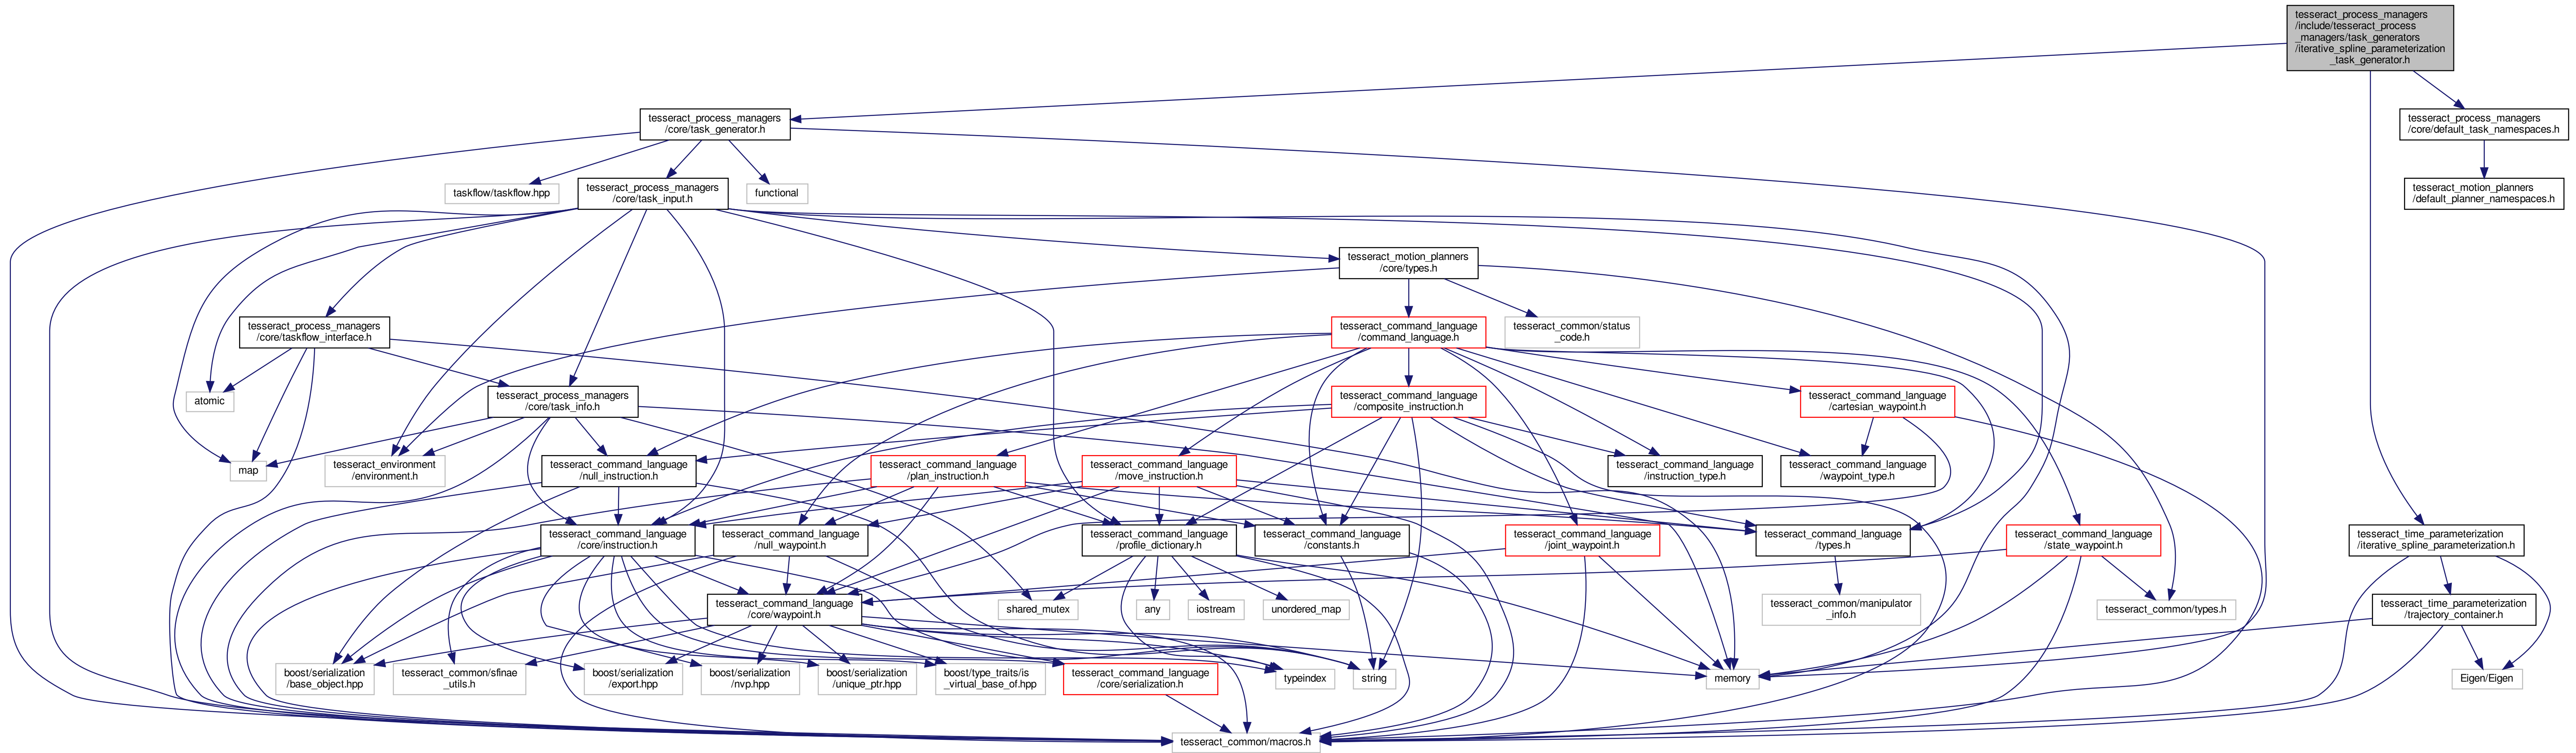 tesseract_process_managers
/include/tesseract_process
_managers/task_generators
/iterative_spline_parameterization
_task_generator.h
tesseract_process_managers
/core/task_generator.h
tesseract_process_managers
/core/default_task_namespaces.h
taskflow/taskflow.hpp
tesseract_process_managers
/core/task_input.h
functional
tesseract_motion_planners
/default_planner_namespaces.h
tesseract_motion_planners
/core/types.h
tesseract_process_managers
/core/taskflow_interface.h
tesseract_command_language
/command_language.h
tesseract_common/status
_code.h
atomic
tesseract_process_managers
/core/task_info.h
tesseract_command_language
/composite_instruction.h
tesseract_command_language
/cartesian_waypoint.h
map
tesseract_environment
/environment.h
tesseract_command_language
/null_instruction.h
tesseract_command_language
/plan_instruction.h
tesseract_command_language
/move_instruction.h
tesseract_command_language
/instruction_type.h
tesseract_command_language
/waypoint_type.h
tesseract_command_language
/core/instruction.h
tesseract_command_language
/null_waypoint.h
tesseract_command_language
/profile_dictionary.h
tesseract_command_language
/constants.h
tesseract_command_language
/joint_waypoint.h
tesseract_command_language
/types.h
tesseract_command_language
/state_waypoint.h
tesseract_time_parameterization
/iterative_spline_parameterization.h
tesseract_command_language
/core/waypoint.h
shared_mutex
any
iostream
unordered_map
tesseract_common/manipulator
_info.h
tesseract_common/types.h
tesseract_time_parameterization
/trajectory_container.h
boost/serialization
/base_object.hpp
tesseract_common/sfinae
_utils.h
boost/serialization
/export.hpp
boost/serialization
/nvp.hpp
boost/serialization
/unique_ptr.hpp
boost/type_traits/is
_virtual_base_of.hpp
tesseract_command_language
/core/serialization.h
typeindex
string
memory
Eigen/Eigen
tesseract_common/macros.h